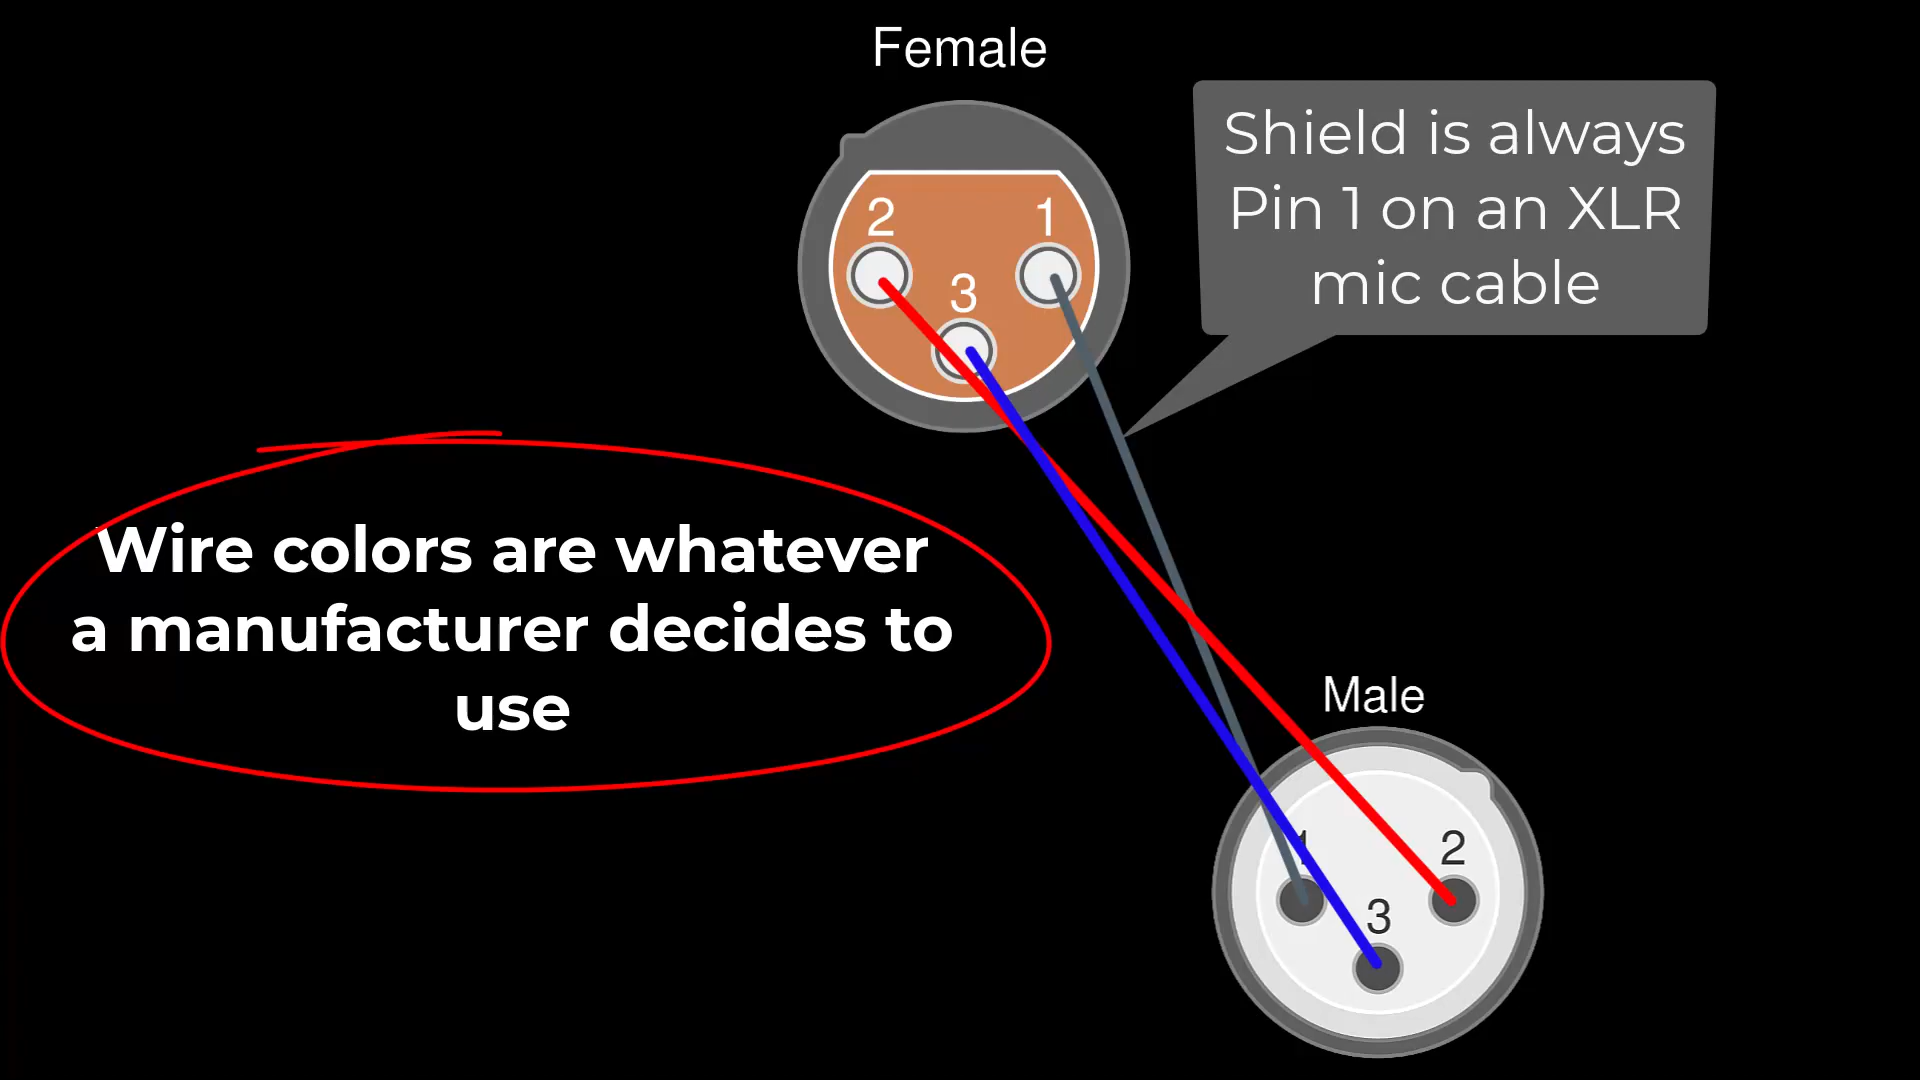 Female
Shield is always
Pin 1 on an XLR
mic cable
2
1
3
Wire colors are whatever
a manufacturer decides to
use
Male
1
2
3